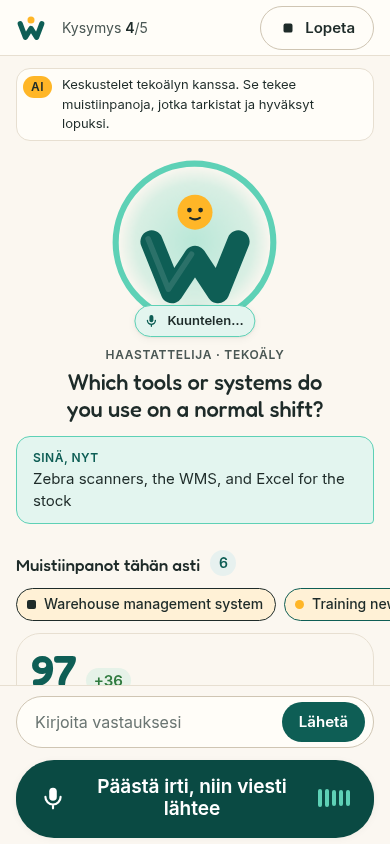 Kysymys 4/5
Lopeta
AI
Keskustelet tekoälyn kanssa. Se tekee
muistiinpanoja, jotka tarkistat ja hyväksyt
lopuksi.
Kuuntelen…
HAASTATTELIJA · TEKOÄLY
Which tools or systems do
you use on a normal shift?
SINÄ, NYT
Zebra scanners, the WMS, and Excel for the
stock
Muistiinpanot tähän asti 6
Warehouse management system
Training new
97 +36
Kirjoita vastauksesi
Lähetä
Päästä irti, niin viesti
lähtee